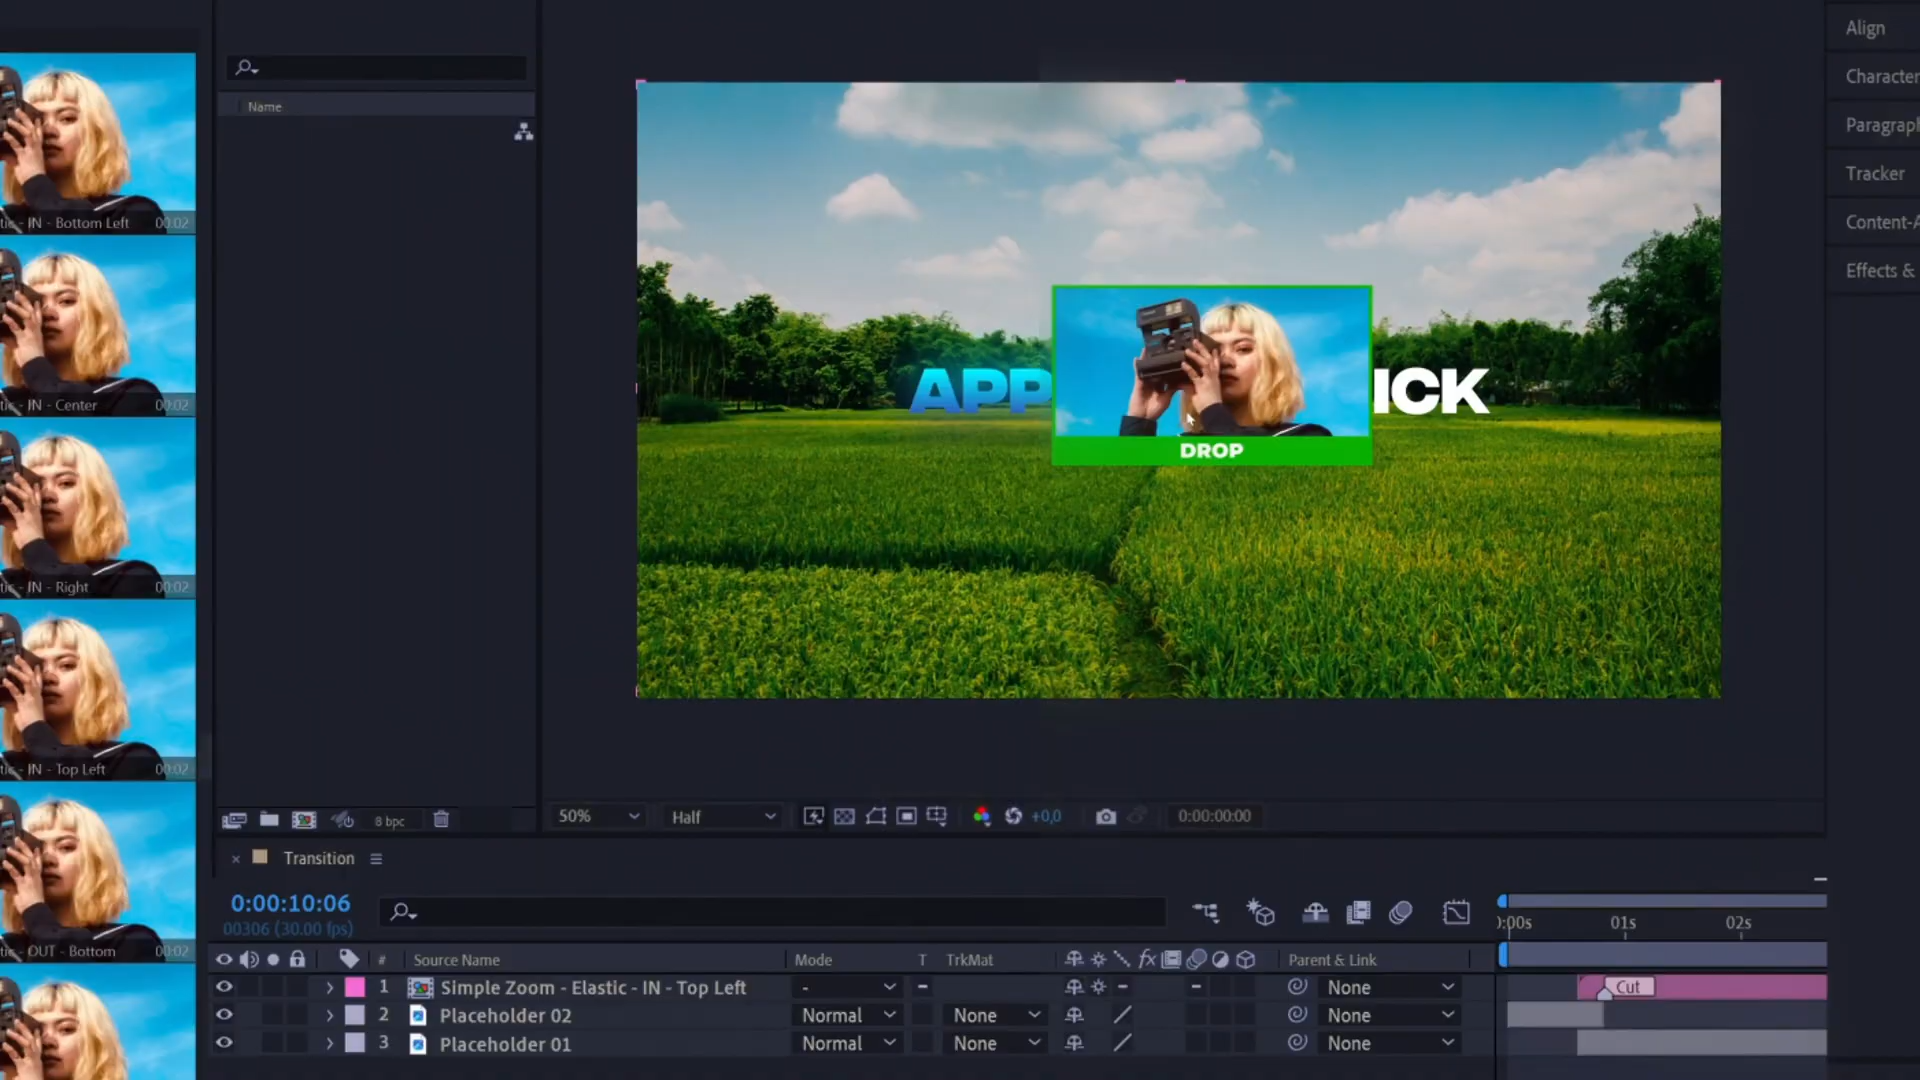 Align
Character
Paragraph
Tracker
Content-A
Effects &
Name
tic - IN - Bottom Left 00:02
tic - IN - Center 00:02
tic - IN - Right 00:02
tic - IN - Top Left 00:02
tic - OUT - Bottom 00:02
APP
ICK
DROP
8 bpc
50%
Half
+0,0
0:00:00:00
Transition
0:00:10:06
00306 (30.00 fps)
):00s 01s 02s
# Source Name Mode T TrkMat fx Parent & Link
1 Simple Zoom - Elastic - IN - Top Left - None Cut
2 Placeholder 02 Normal None None
3 Placeholder 01 Normal None None